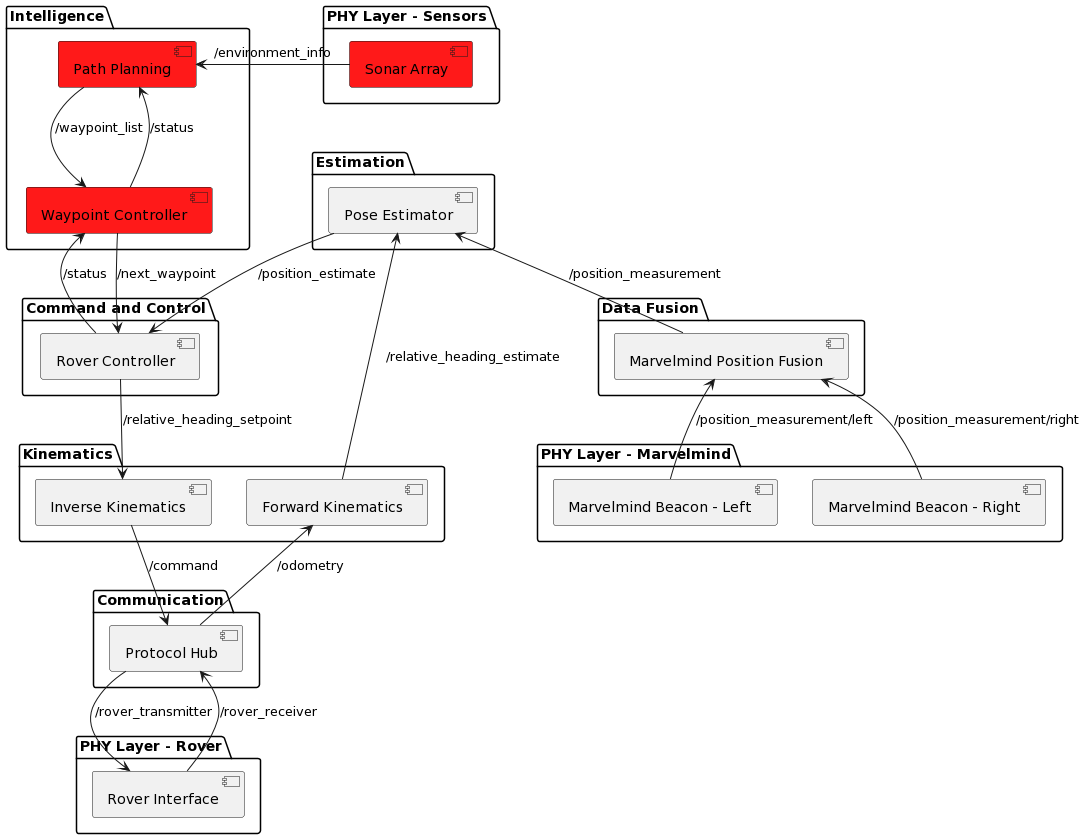 Intelligence
PHY Layer - Sensors
/environment_info
Path Planning
Sonar Array
/waypoint_list
/status
Estimation
Waypoint Controller
Pose Estimator
/status
/next_waypoint
/position_estimate
/position_measurement
Command and Control
Data Fusion
Rover Controller
Marvelmind Position Fusion
/relative_heading_estimate
/relative_heading_setpoint
/position_measurement/left
/position_measurement/right
Kinematics
PHY Layer - Marvelmind
Inverse Kinematics
Forward Kinematics
Marvelmind Beacon - Left
Marvelmind Beacon - Right
/command
/odometry
Communication
Protocol Hub
/rover_transmitter
/rover_receiver
PHY Layer - Rover
Rover Interface